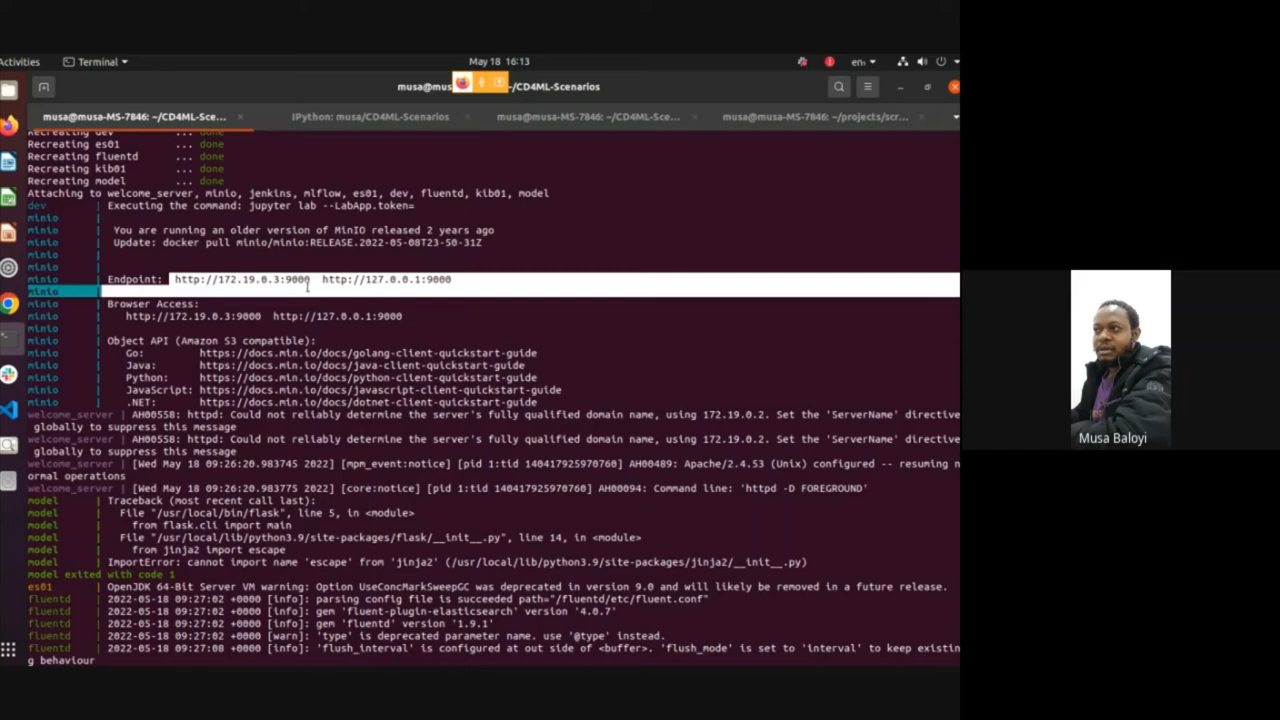 Activities
Terminal
May 18 16:13
en₁
musa@mus /CD4ML-Scenarios
musa@musa-MS-7846: ~/CD4ML-Sce...
IPython: musa/CD4ML-Scenarios
musa@musa-MS-7846: ~/CD4ML-Sce...
musa@musa-MS-7846: ~/projects/scr...
Recreating dev ... done
Recreating es01 ... done
Recreating fluentd ... done
Recreating kib01 ... done
Recreating model ... done
Attaching to welcome_server, minio, jenkins, mlflow, es01, dev, fluentd, kib01, model
dev | Executing the command: jupyter lab --LabApp.token=
minio |
minio | You are running an older version of MinIO released 2 years ago
minio | Update: docker pull minio/minio:RELEASE.2022-05-08T23-50-31Z
minio |
minio |
minio | Endpoint: http://172.19.0.3:9000 http://127.0.0.1:9000
minio |
minio | Browser Access:
minio | http://172.19.0.3:9000 http://127.0.0.1:9000
minio |
minio | Object API (Amazon S3 compatible):
minio | Go: https://docs.min.io/docs/golang-client-quickstart-guide
minio | Java: https://docs.min.io/docs/java-client-quickstart-guide
minio | Python: https://docs.min.io/docs/python-client-quickstart-guide
minio | JavaScript: https://docs.min.io/docs/javascript-client-quickstart-guide
minio | .NET: https://docs.min.io/docs/dotnet-client-quickstart-guide
welcome_server | AH00558: httpd: Could not reliably determine the server's fully qualified domain name, using 172.19.0.2. Set the 'ServerName' directive
globally to suppress this message
welcome_server | AH00558: httpd: Could not reliably determine the server's fully qualified domain name, using 172.19.0.2. Set the 'ServerName' directive
globally to suppress this message
welcome_server | [Wed May 18 09:26:20.983745 2022] [mpm_event:notice] [pid 1:tid 140417925970760] AH00489: Apache/2.4.53 (Unix) configured -- resuming n
ormal operations
welcome_server | [Wed May 18 09:26:20.983775 2022] [core:notice] [pid 1:tid 140417925970760] AH00094: Command line: 'httpd -D FOREGROUND'
model | Traceback (most recent call last):
model | File "/usr/local/bin/flask", line 5, in <module>
model | from flask.cli import main
model | File "/usr/local/lib/python3.9/site-packages/flask/__init__.py", line 14, in <module>
model | from jinja2 import escape
model | ImportError: cannot import name 'escape' from 'jinja2' (/usr/local/lib/python3.9/site-packages/jinja2/__init__.py)
model exited with code 1
es01 | OpenJDK 64-Bit Server VM warning: Option UseConcMarkSweepGC was deprecated in version 9.0 and will likely be removed in a future release.
fluentd | 2022-05-18 09:27:02 +0000 [info]: parsing config file is succeeded path="/fluentd/etc/fluent.conf"
fluentd | 2022-05-18 09:27:02 +0000 [info]: gem 'fluent-plugin-elasticsearch' version '4.0.7'
fluentd | 2022-05-18 09:27:02 +0000 [info]: gem 'fluentd' version '1.9.1'
fluentd | 2022-05-18 09:27:02 +0000 [warn]: 'type' is deprecated parameter name. use '@type' instead.
fluentd | 2022-05-18 09:27:08 +0000 [info]: 'flush_interval' is configured at out side of <buffer>. 'flush_mode' is set to 'interval' to keep existin
g behaviour
Musa Baloyi